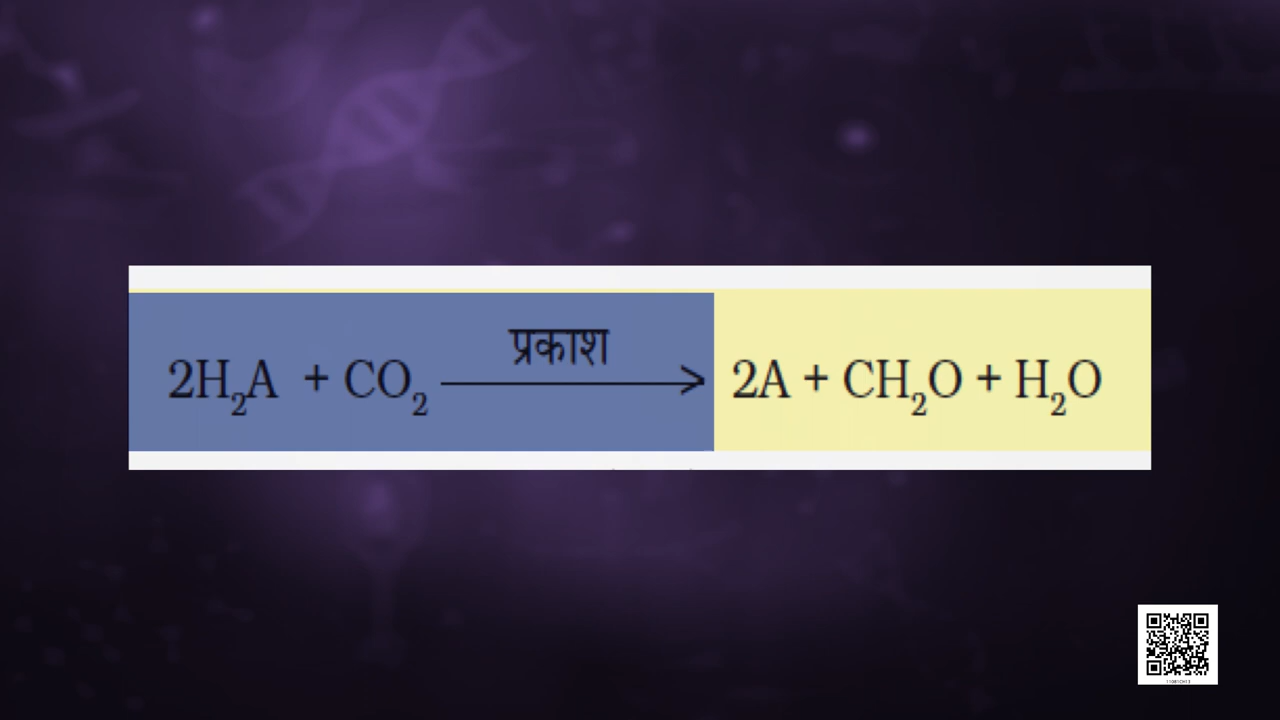 प्रकाश
2H₂A + CO₂ ⟶ 2A + CH₂O + H₂O